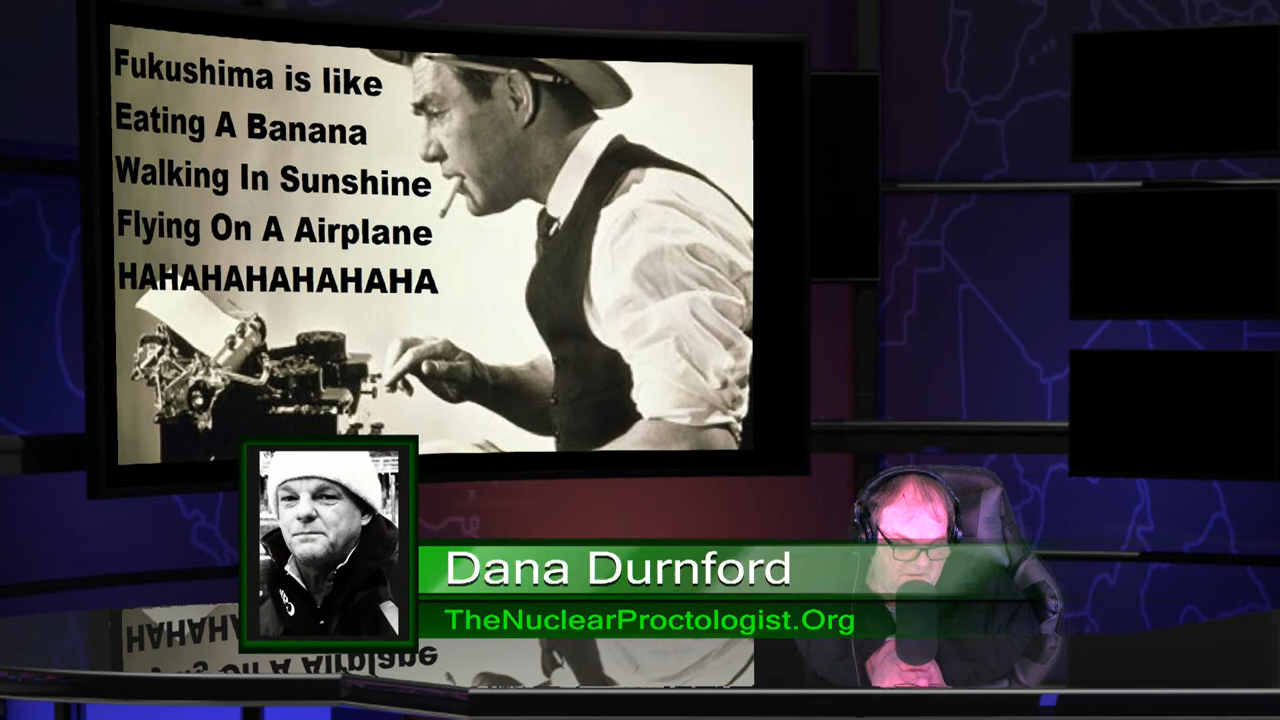 Fukushima is like
Eating A Banana
Walking In Sunshine
Flying On A Airplane
HAHAHAHAHAHAHA
Dana Durnford
TheNuclearProctologist.Org